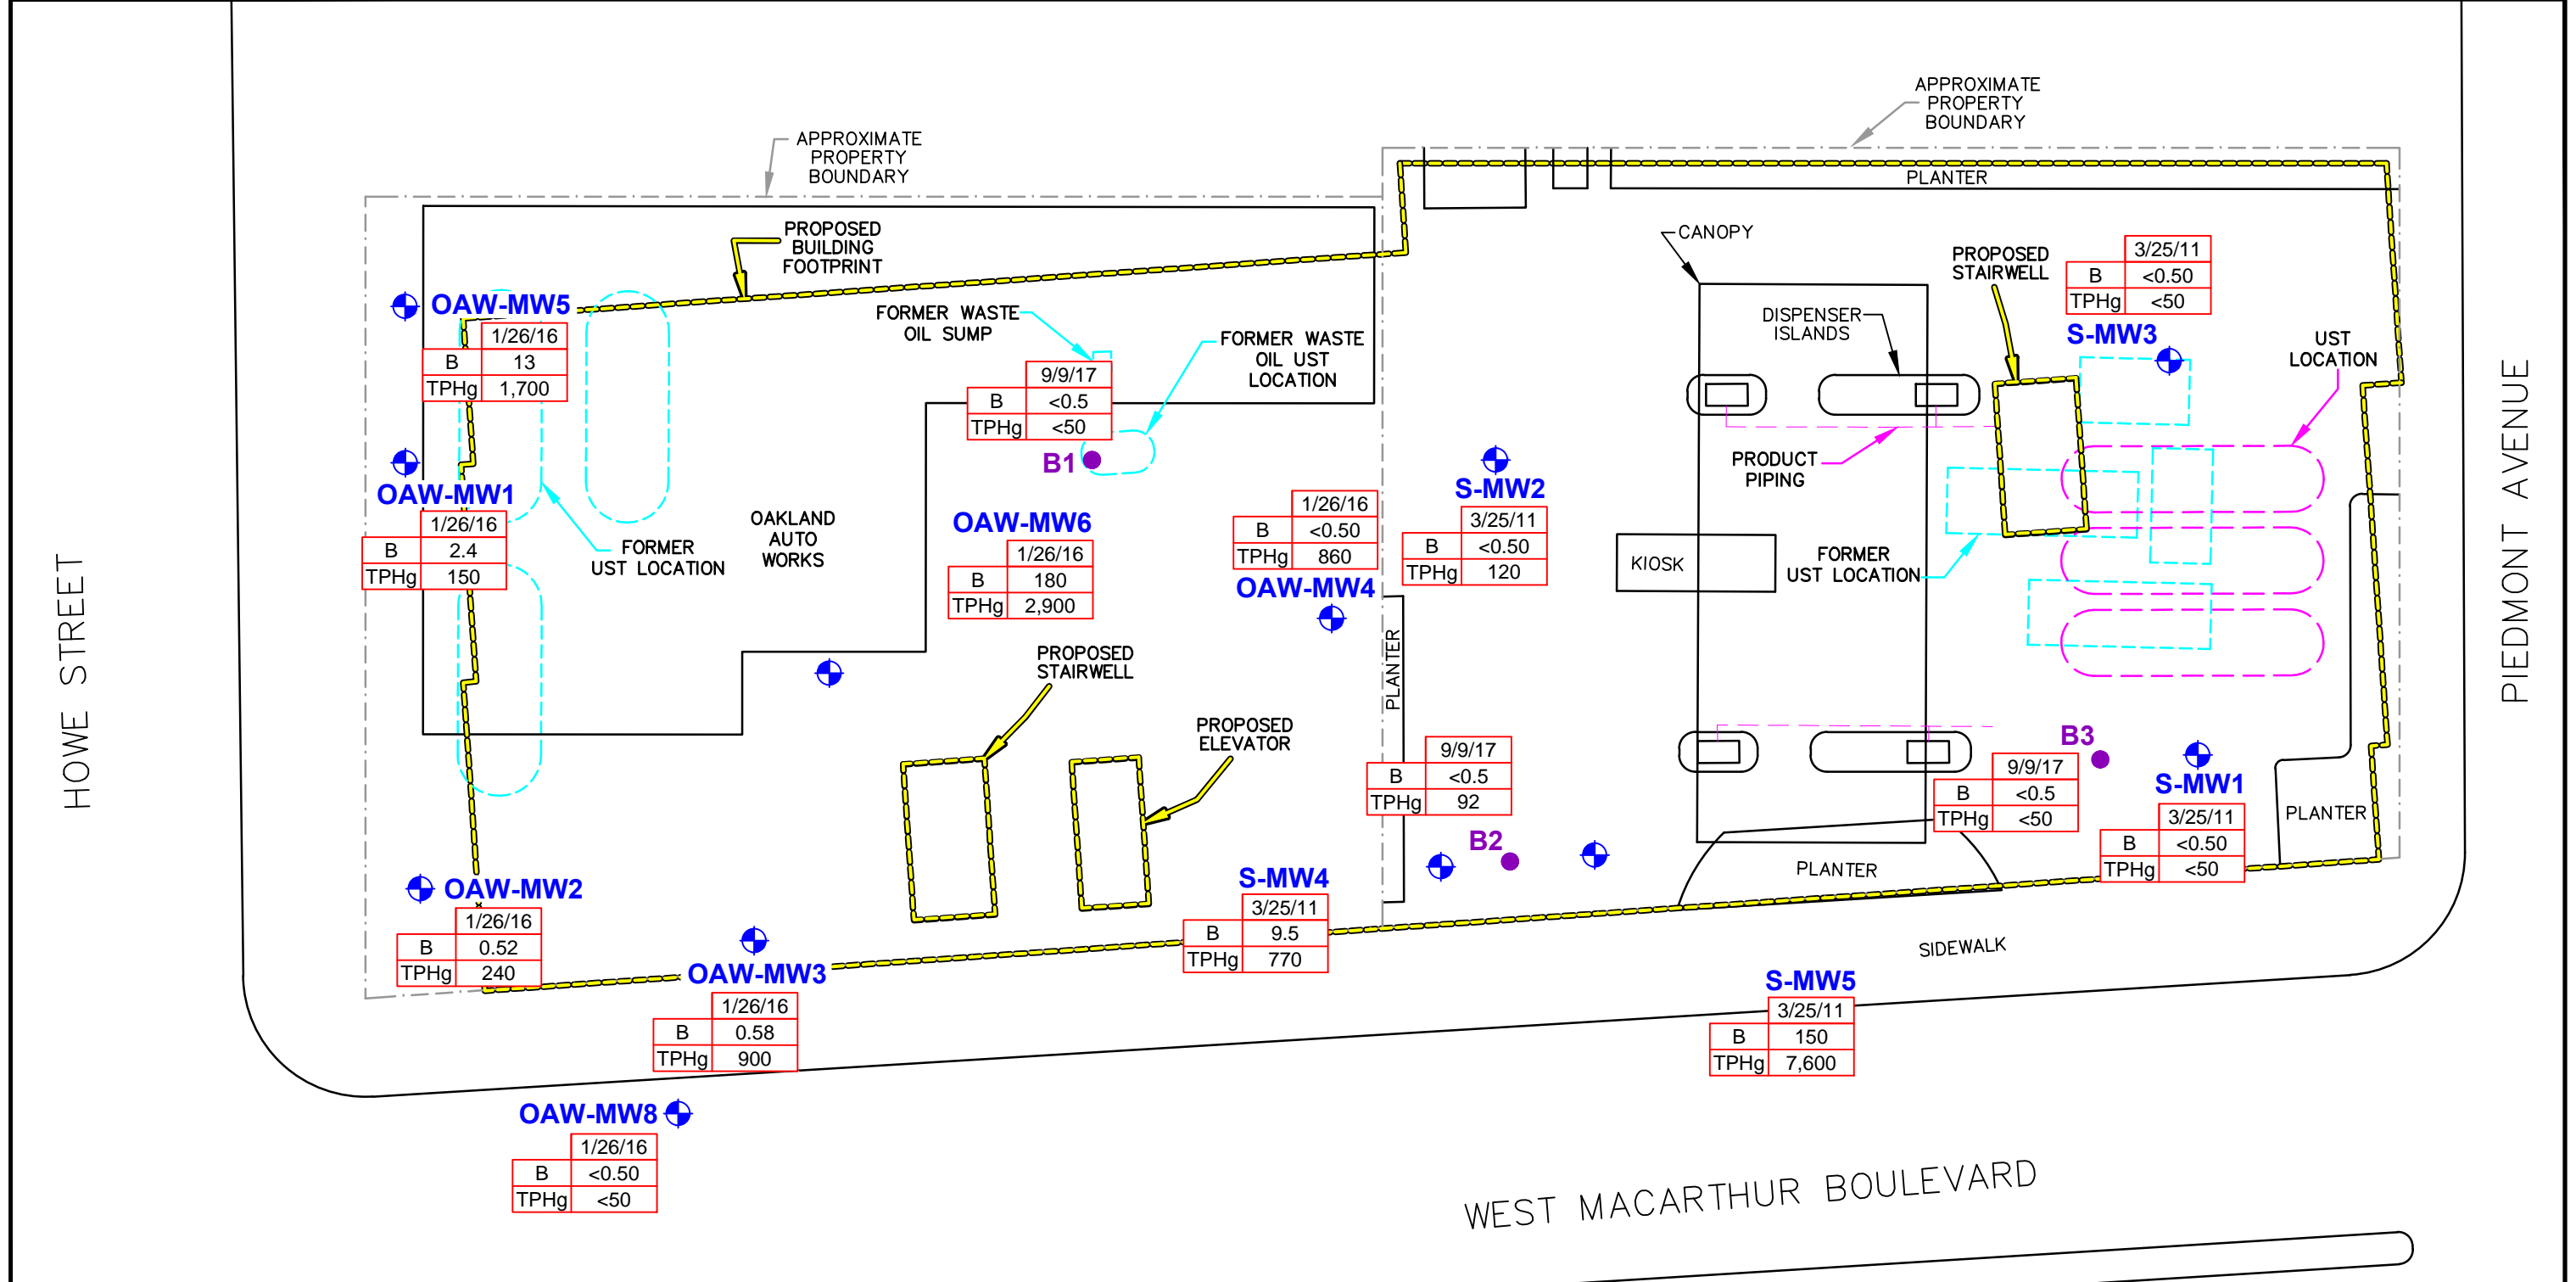 APPROXIMATE
PROPERTY
BOUNDARY
APPROXIMATE
PROPERTY
BOUNDARY
PLANTER
PROPOSED
BUILDING
FOOTPRINT
CANOPY
PROPOSED
STAIRWELL
3/25/11
B <0.50
TPHg <50
S-MW3
OAW-MW5
1/26/16
B 13
TPHg 1,700
FORMER WASTE
OIL SUMP
FORMER WASTE
OIL UST
LOCATION
DISPENSER
ISLANDS
UST
LOCATION
9/9/17
B <0.5
TPHg <50
B1
OAW-MW1
1/26/16
B 2.4
TPHg 150
OAKLAND
AUTO
WORKS
FORMER
UST LOCATION
OAW-MW6
1/26/16
B 180
TPHg 2,900
1/26/16
B <0.50
TPHg 860
OAW-MW4
S-MW2
3/25/11
B <0.50
TPHg 120
PRODUCT
PIPING
KIOSK
FORMER
UST LOCATION
HOWE STREET
PIEDMONT AVENUE
PLANTER
PROPOSED
STAIRWELL
PROPOSED
ELEVATOR
9/9/17
B <0.5
TPHg 92
B2
B3
9/9/17
B <0.5
TPHg <50
S-MW1
3/25/11
B <0.50
TPHg <50
PLANTER
PLANTER
OAW-MW2
1/26/16
B 0.52
TPHg 240
S-MW4
3/25/11
B 9.5
TPHg 770
SIDEWALK
OAW-MW3
1/26/16
B 0.58
TPHg 900
S-MW5
3/25/11
B 150
TPHg 7,600
OAW-MW8
1/26/16
B <0.50
TPHg <50
WEST MACARTHUR BOULEVARD